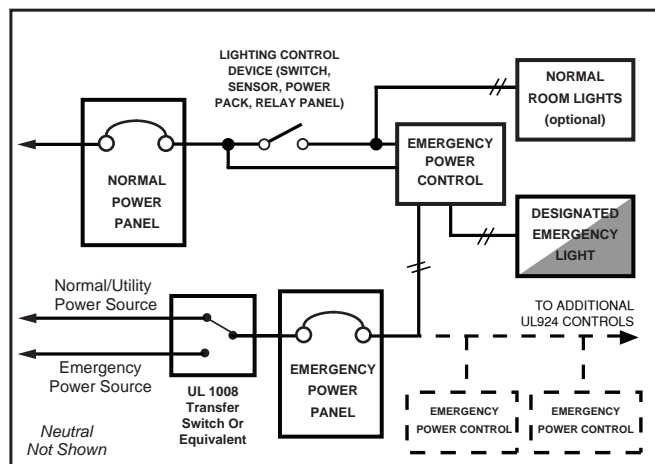 LIGHTING CONTROL
DEVICE (SWITCH,
SENSOR, POWER
PACK, RELAY PANEL)
NORMAL
ROOM LIGHTS
(optional)
NORMAL
POWER
PANEL
EMERGENCY
POWER
CONTROL
DESIGNATED
EMERGENCY
LIGHT
Normal/Utility
Power Source
Emergency
Power Source
UL 1008
Transfer
Switch Or
Equivalent
EMERGENCY
POWER
PANEL
TO ADDITIONAL
UL924 CONTROLS
EMERGENCY
POWER CONTROL
EMERGENCY
POWER CONTROL
Neutral
Not Shown